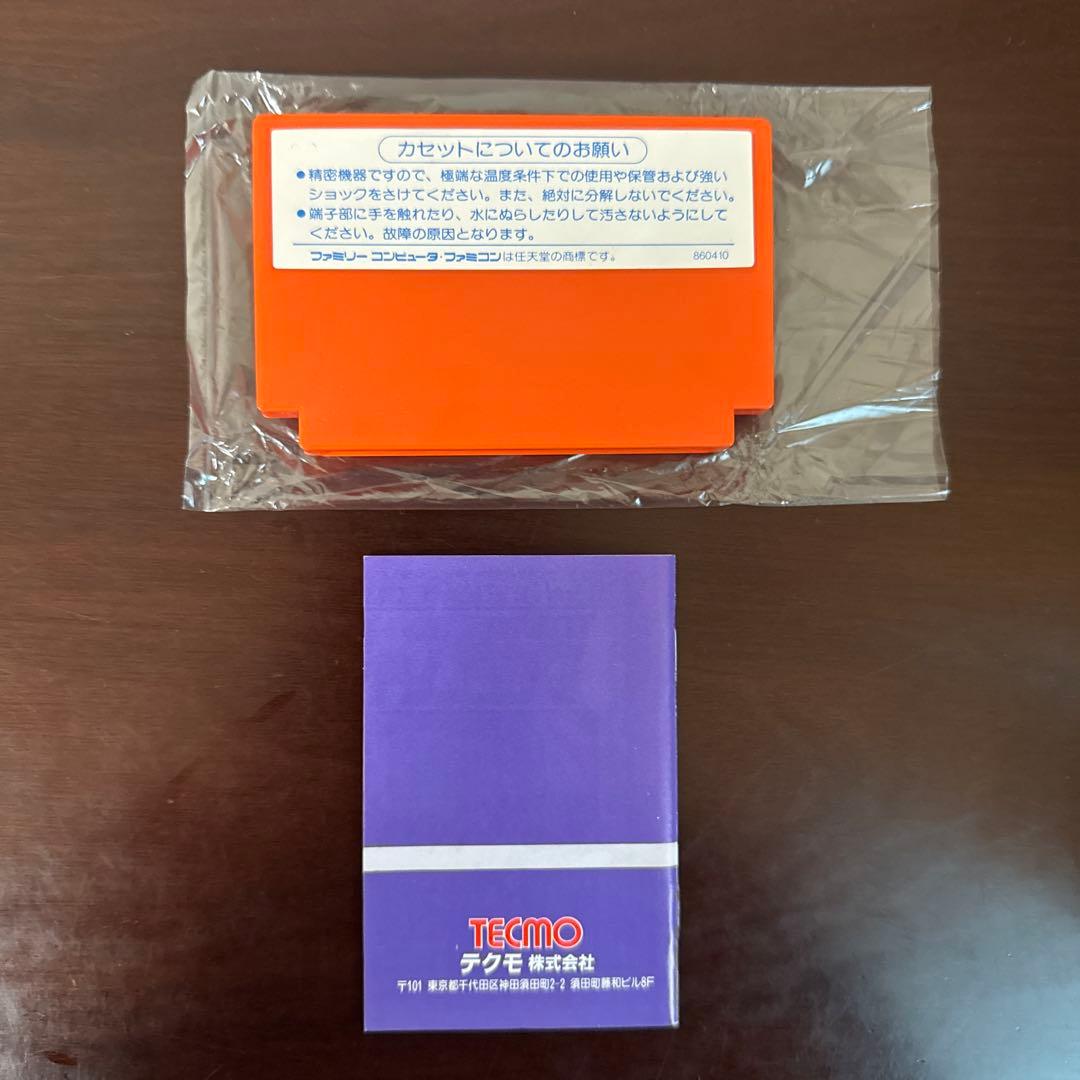 カセットについてのお願い
●精密機器ですので、極端な温度条件下での使用や保管および強い
ショックをさけてください。また、絶対に分解しないでください。
●端子部に手を触れたり、水にぬらしたりして汚さないようにして
ください。故障の原因となります。
ファミリーコンピュータ・ファミコンは任天堂の商標です。 860410
TECMO
テクモ 株式会社
〒101 東京都千代田区神田須田町2-2 須田町藤和ビル8F